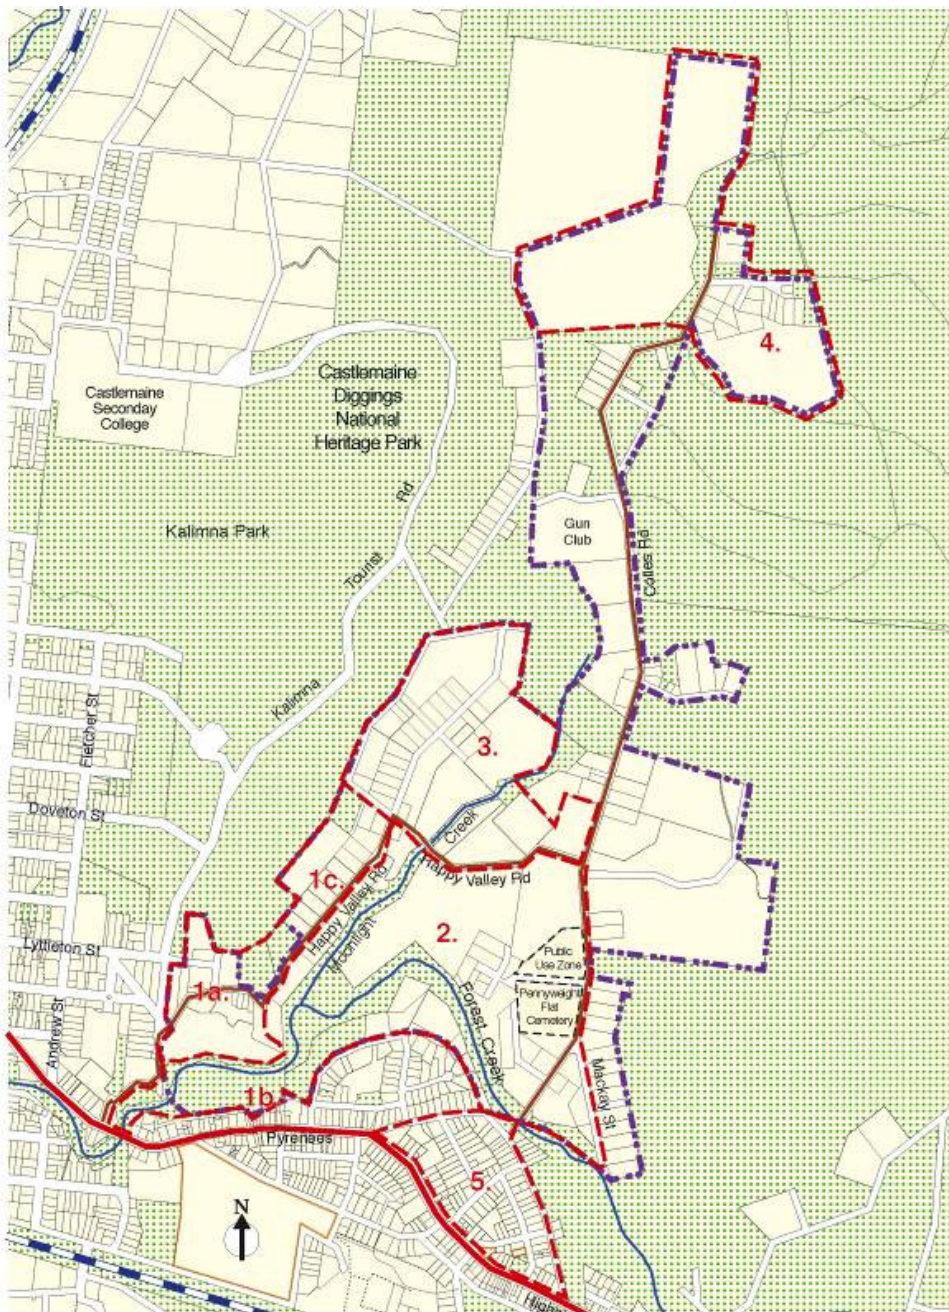 Castlemaine
Seconday
College
Castlemaine
Diggings
National
Heritage Park
4.
Kalimna Park
Rd
Tourist
Kalimna
Gun
Club
Colles Rd
Fletcher St
Doveton St
3.
Creek
Happy Valley Rd
1c.
Happy Valley Rd
Moonlight
2.
Lyttleton St
Public
Use Zone
1a.
Pennyweight
Flat
Cemetery
Forest Creek
Andrew St
Mackay St
1b.
Pyrenees
5.
N
Highw